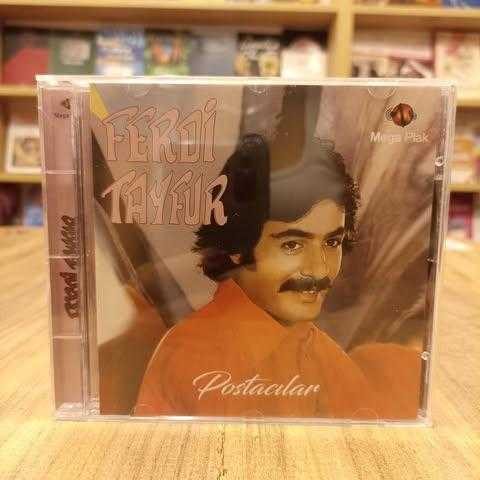 FERDİ
TAYFUR
Mega Plak
Postacılar